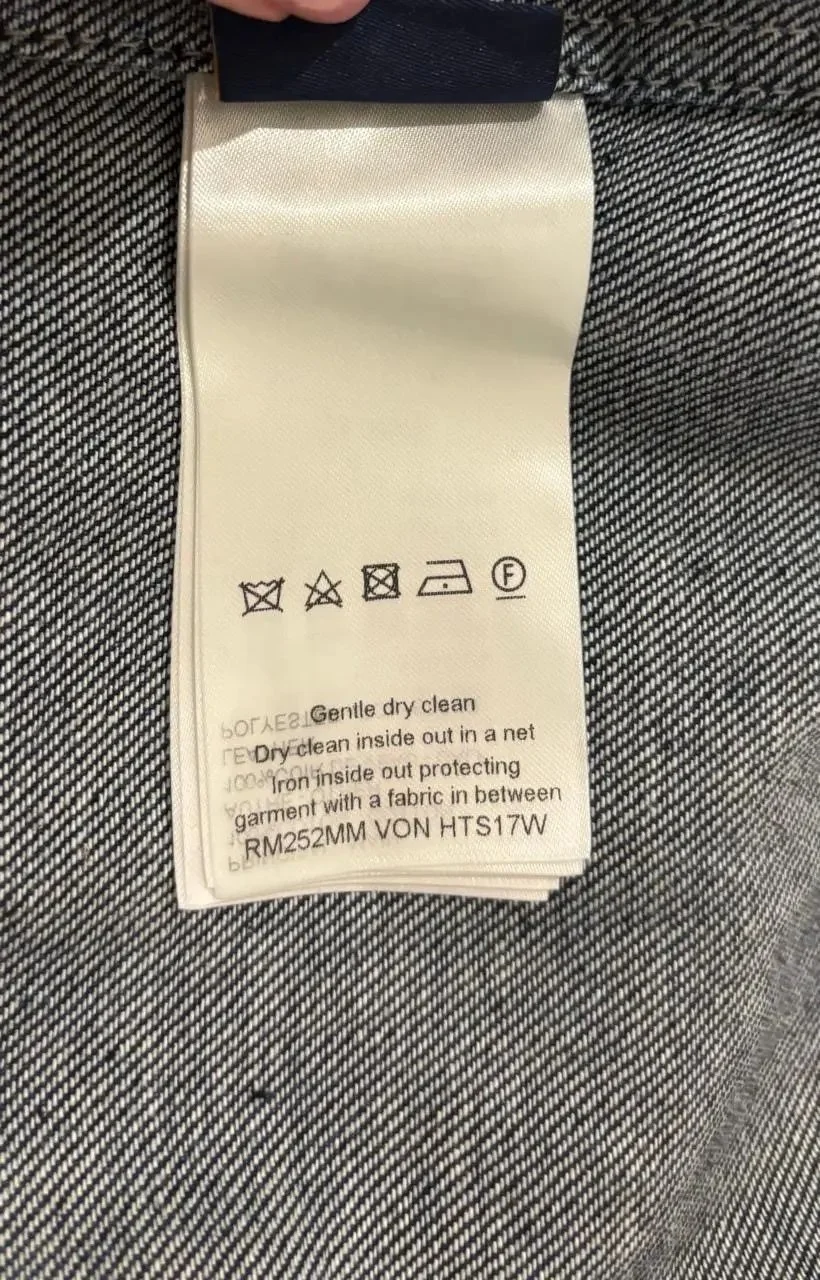 F
Gentle dry clean
Dry clean inside out in a net
Iron inside out protecting
garment with a fabric in between
RM252MM VON HTS17W